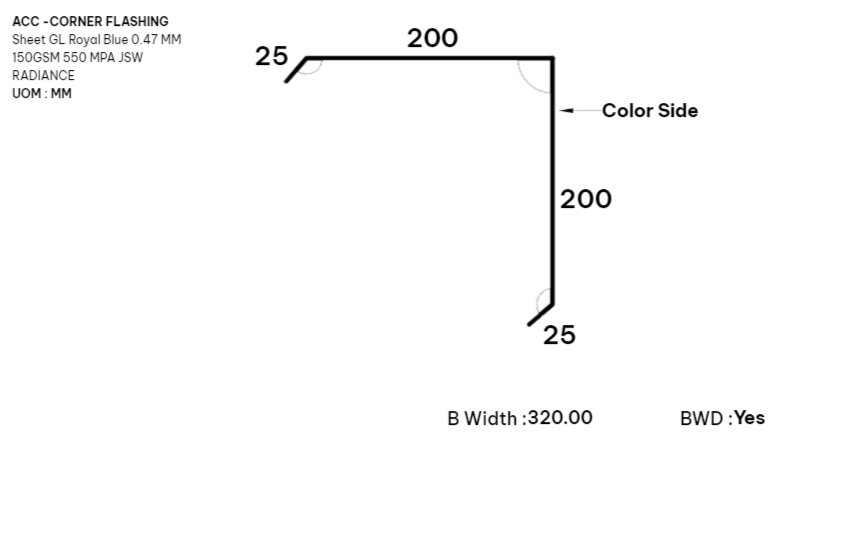 ACC -CORNER FLASHING
Sheet GL Royal Blue 0.47 MM
150GSM 550 MPA JSW
RADIANCE
UOM : MM
200
25
Color Side
200
25
B Width :320.00
BWD :Yes